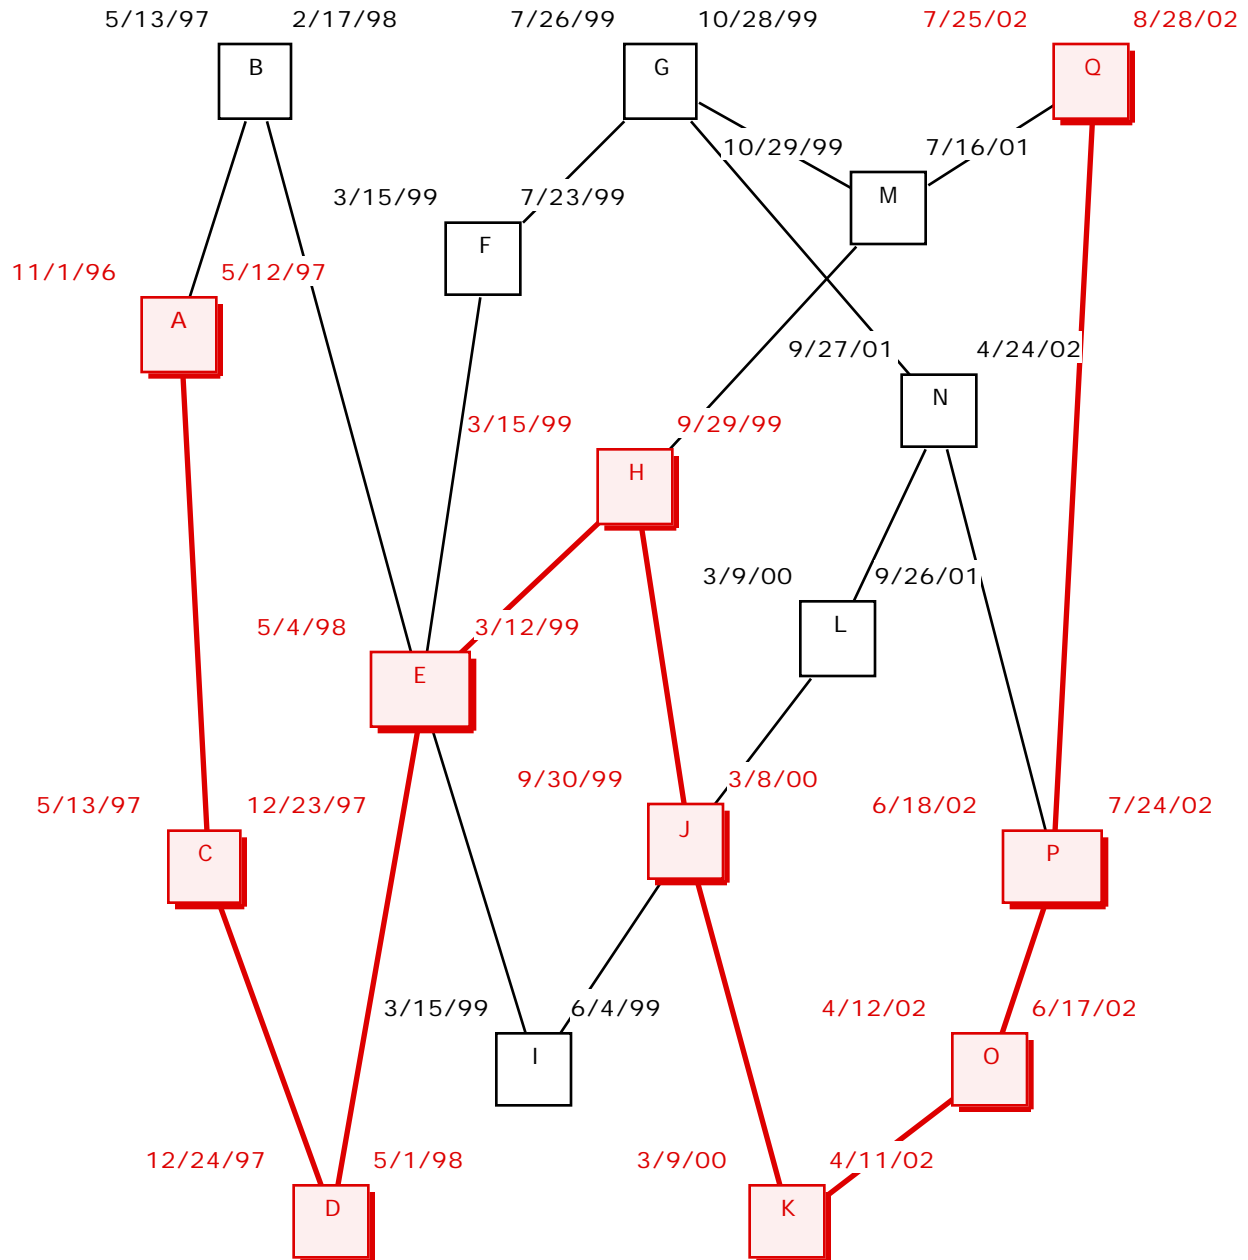 5/13/97 2/17/98 7/26/99 10/28/99 7/25/02 8/28/02
B G Q
10/29/99 7/16/01
3/15/99 7/23/99 M
F
11/1/96 5/12/97
A
9/27/01 4/24/02
N
3/15/99 9/29/99
H
3/9/00 9/26/01
5/4/98 3/12/99 L
E
9/30/99 3/8/00
5/13/97 12/23/97 6/18/02 7/24/02
J
C P
3/15/99 6/4/99 4/12/02 6/17/02
I O
12/24/97 5/1/98 3/9/00 4/11/02
D K